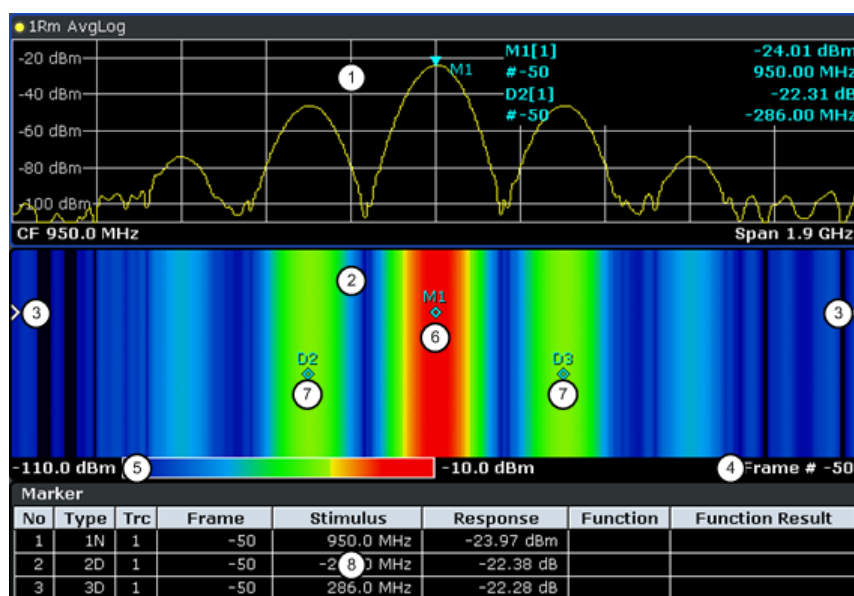 1Rm AvgLog
M1[1] -24.01 dBm
#-50 950.00 MHz
D2[1] -22.31 dB
#-50 -286.00 MHz
M1
1
-20 dBm
-40 dBm
-60 dBm
-80 dBm
-100 dBm
CF 950.0 MHz Span 1.9 GHz
2
M1
3 3
6
D2 D3
7 7
-110.0 dBm 5 -10.0 dBm 4 Frame # -50
Marker
No Type Trc Frame Stimulus Response Function Function Result
1 1N 1 -50 950.0 MHz -23.97 dBm
2 2D 1 -50 8 -22.38 dB
3 3D 1 -50 286.0 MHz -22.28 dB